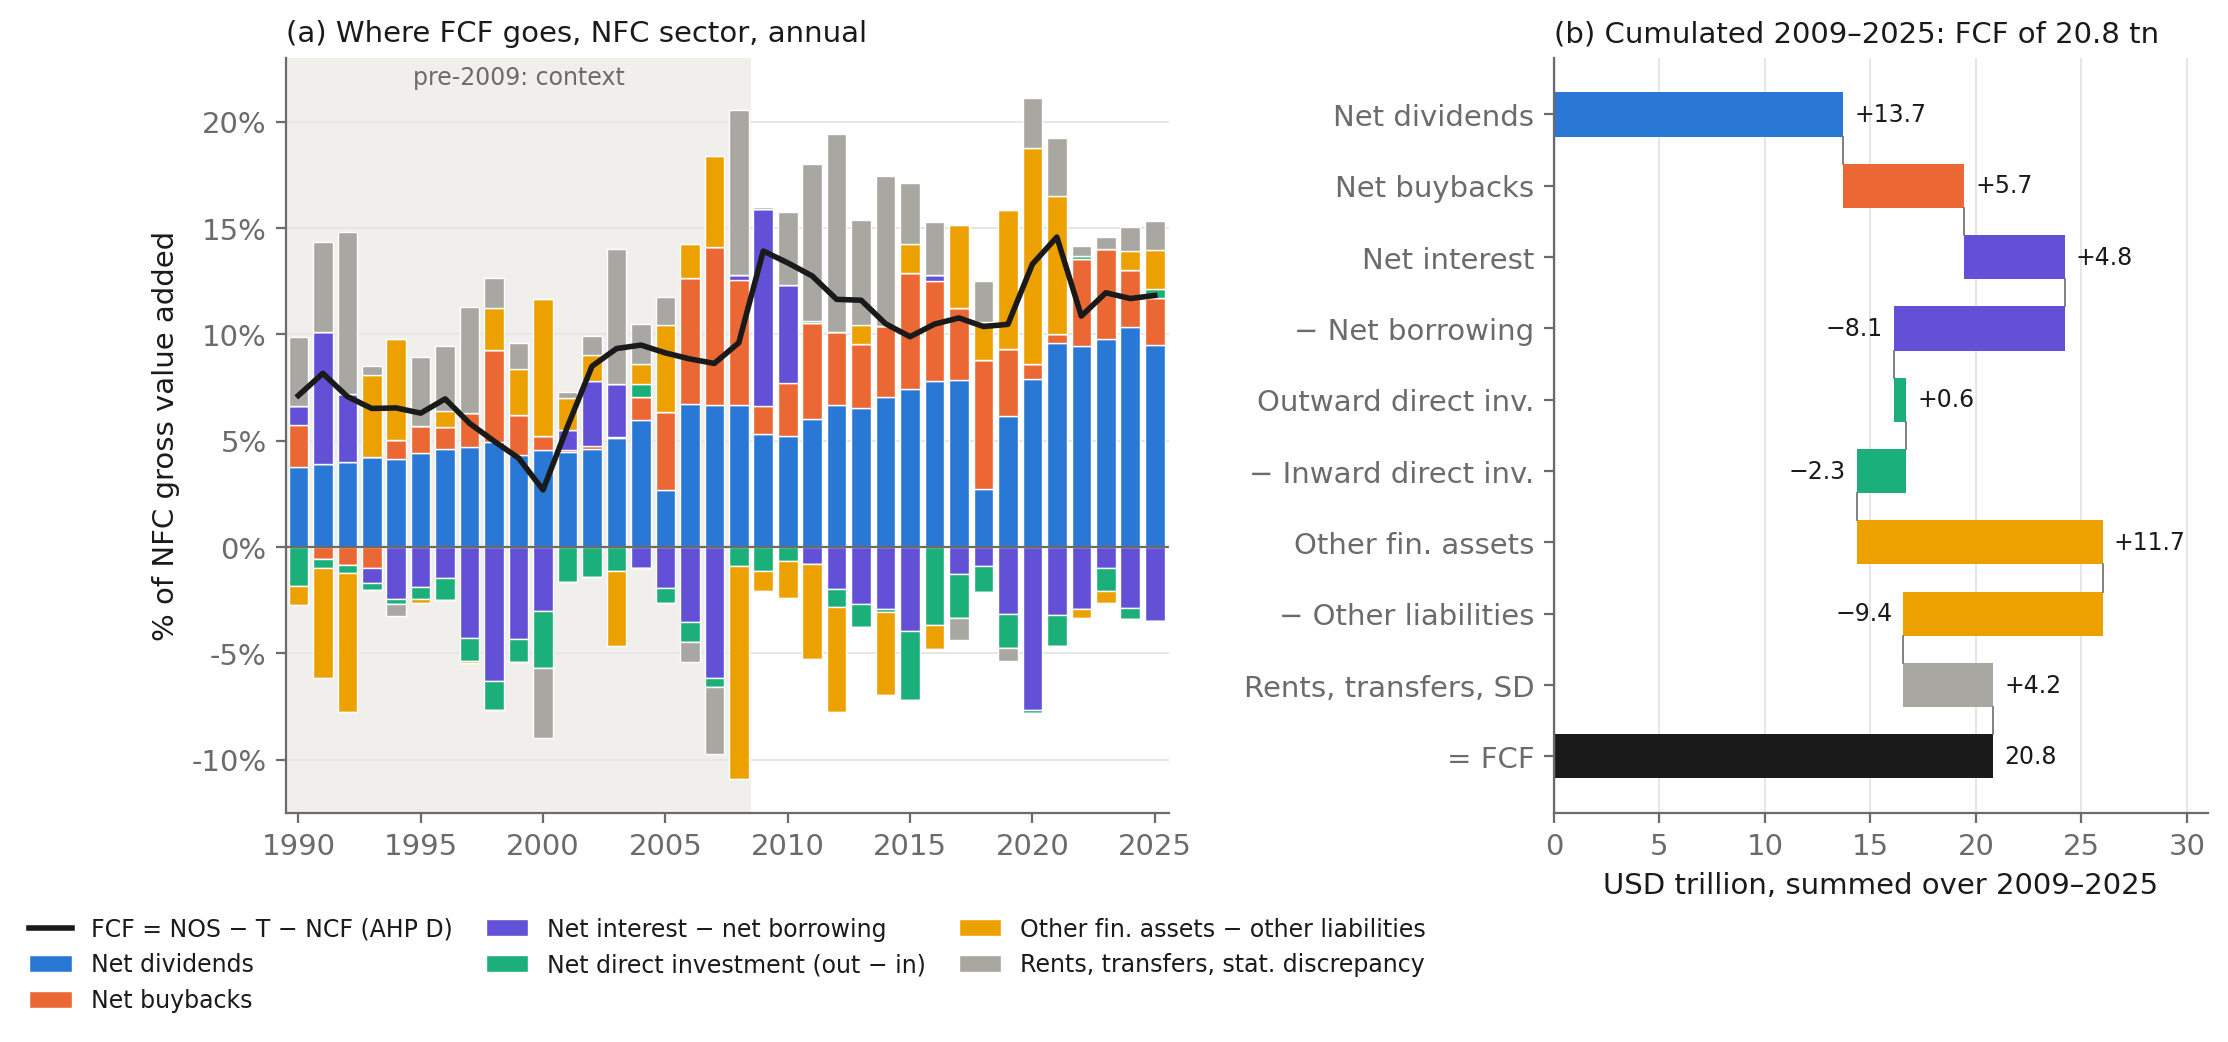 (a) Where FCF goes, NFC sector, annual
pre-2009: context
% of NFC gross value added
20%
15%
10%
5%
0%
-5%
-10%
1990
1995
2000
2005
2010
2015
2020
2025
(b) Cumulated 2009–2025: FCF of 20.8 tn
Net dividends
+13.7
Net buybacks
+5.7
Net interest
+4.8
− Net borrowing
−8.1
Outward direct inv.
+0.6
− Inward direct inv.
−2.3
Other fin. assets
+11.7
− Other liabilities
−9.4
Rents, transfers, SD
+4.2
= FCF
20.8
0
5
10
15
20
25
30
USD trillion, summed over 2009–2025
FCF = NOS − T − NCF (AHP D)
Net dividends
Net buybacks
Net interest − net borrowing
Net direct investment (out − in)
Other fin. assets − other liabilities
Rents, transfers, stat. discrepancy